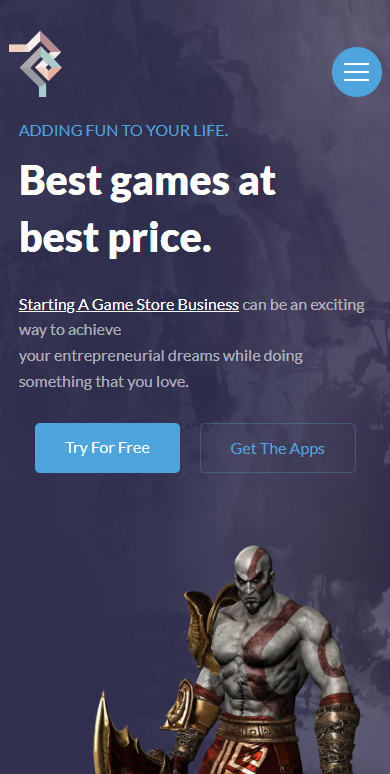 ADDING FUN TO YOUR LIFE.
Best games at
best price.
Starting A Game Store Business can be an exciting
way to achieve
your entrepreneurial dreams while doing
something that you love.
Try For Free
Get The Apps